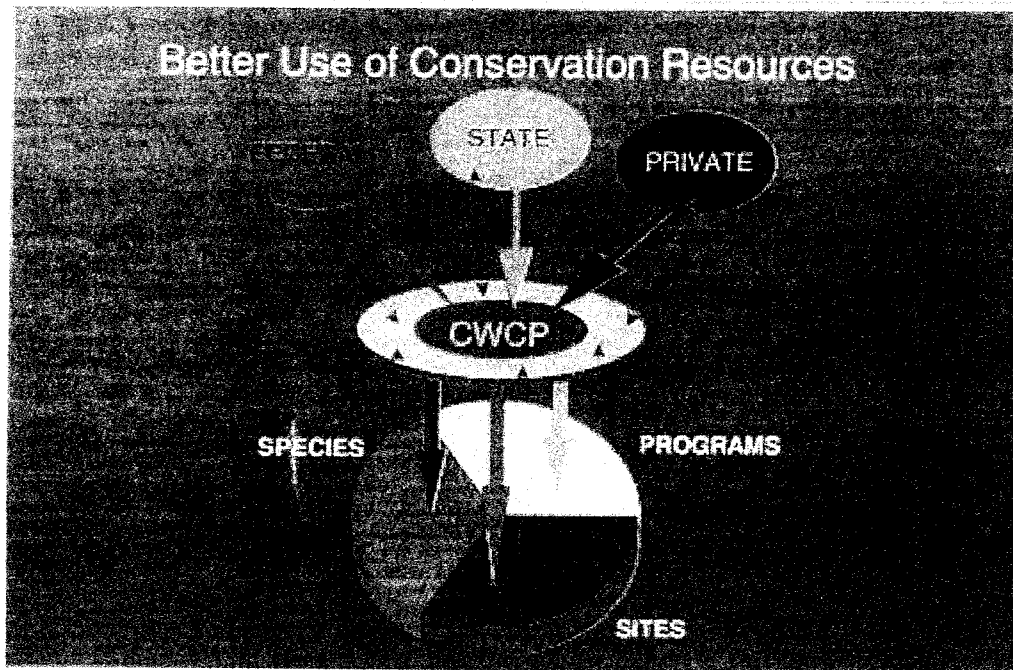 Better Use of Conservation Resources
STATE
PRIVATE
CWCP
SPECIES
PROGRAMS
SITES